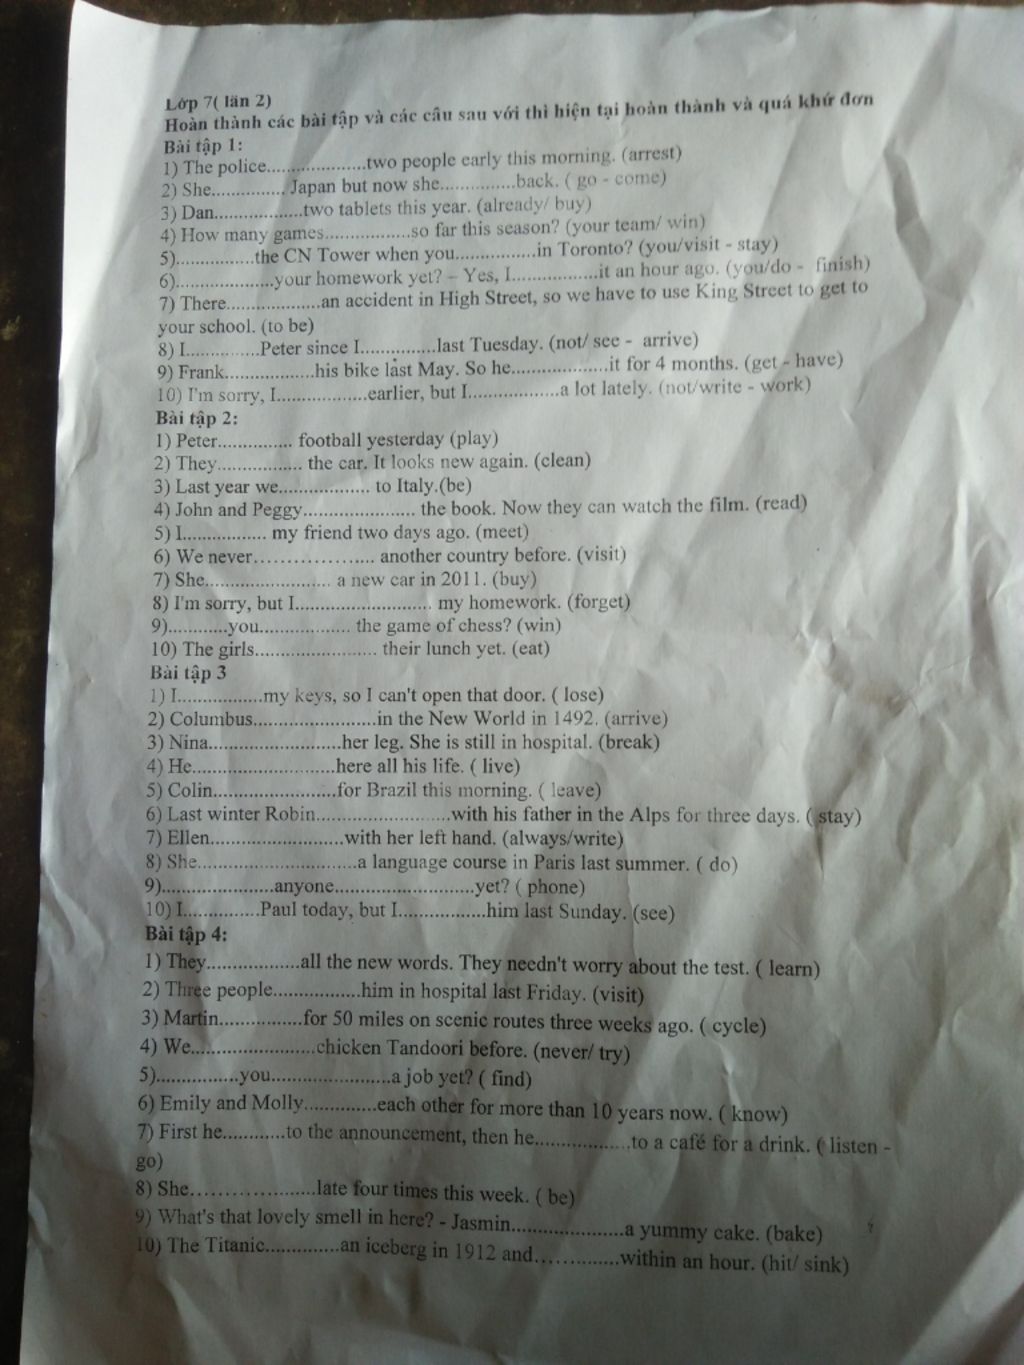 Lớp 7( lần 2)
Hoàn thành các bài tập và các câu sau với thì hiện tại hoàn thành và quá khứ đơn
Bài tập 1:
1) The police...................two people early this morning. (arrest)
2) She.............. Japan but now she..............back. ( go - come)
3) Dan.................two tablets this year. (already/ buy)
4) How many games................so far this season? (your team/ win)
5)...............the CN Tower when you................in Toronto? (you/visit - stay)
6)...................your homework yet? – Yes, I................it an hour ago. (you/do - finish)
7) There..................an accident in High Street, so we have to use King Street to get to
your school. (to be)
8) I..............Peter since I...............last Tuesday. (not/ see - arrive)
9) Frank.................his bike last May. So he...................it for 4 months. (get - have)
10) I'm sorry, I.................earlier, but I.................a lot lately. (not/write - work)
Bài tập 2:
1) Peter.............. football yesterday (play)
2) They................ the car. It looks new again. (clean)
3) Last year we................. to Italy.(be)
4) John and Peggy..................... the book. Now they can watch the film. (read)
5) I................ my friend two days ago. (meet)
6) We never.................... another country before. (visit)
7) She........................ a new car in 2011. (buy)
8) I'm sorry, but I.......................... my homework. (forget)
9)...........you................. the game of chess? (win)
10) The girls....................... their lunch yet. (eat)
Bài tập 3
1) I................my keys, so I can't open that door. ( lose)
2) Columbus.......................in the New World in 1492. (arrive)
3) Nina.........................her leg. She is still in hospital. (break)
4) He...........................here all his life. ( live)
5) Colin.......................for Brazil this morning. ( leave)
6) Last winter Robin.........................with his father in the Alps for three days. ( stay)
7) Ellen.........................with her left hand. (always/write)
8) She..............................a language course in Paris last summer. ( do)
9).....................anyone..........................yet? ( phone)
10) I..............Paul today, but I................him last Sunday. (see)
Bài tập 4:
1) They..................all the new words. They needn't worry about the test. ( learn)
2) Three people................him in hospital last Friday. (visit)
3) Martin...............for 50 miles on scenic routes three weeks ago. ( cycle)
4) We.......................chicken Tandoori before. (never/ try)
5)...............you......................a job yet? ( find)
6) Emily and Molly.............each other for more than 10 years now. ( know)
7) First he............to the announcement, then he..................to a café for a drink. ( listen -
go)
8) She.....................late four times this week. ( be)
9) What's that lovely smell in here? - Jasmin.....................a yummy cake. (bake)
10) The Titanic..............an iceberg in 1912 and...............within an hour. (hit/ sink)